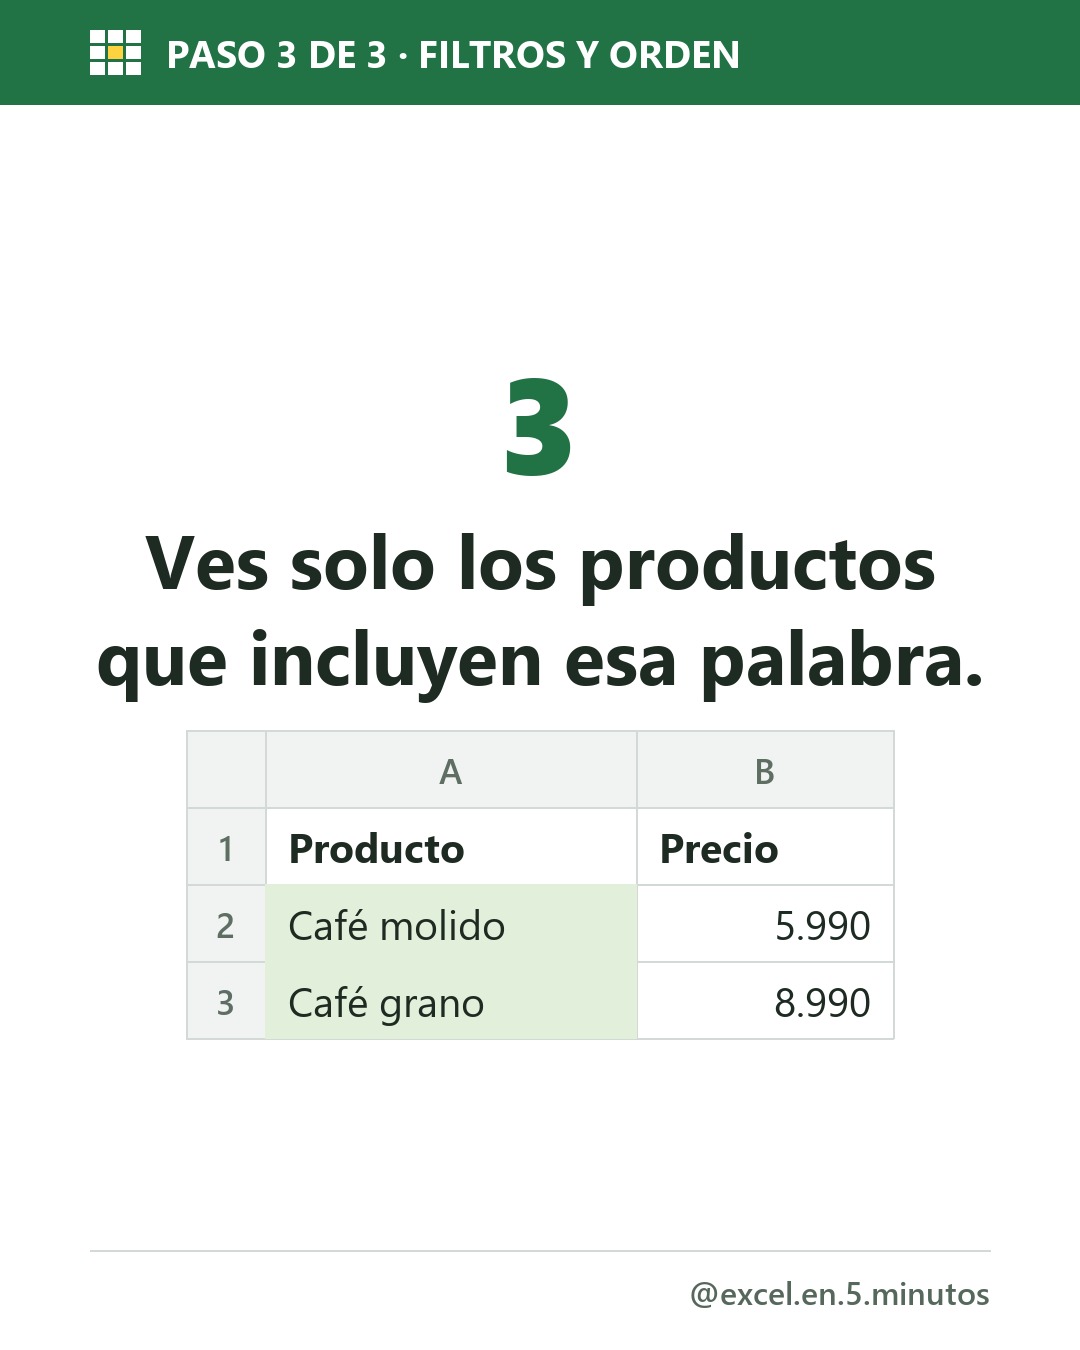 PASO 3 DE 3 · FILTROS Y ORDEN
3
Ves solo los productos
que incluyen esa palabra.
A B
1 Producto Precio
2 Café molido 5.990
3 Café grano 8.990
@excel.en.5.minutos